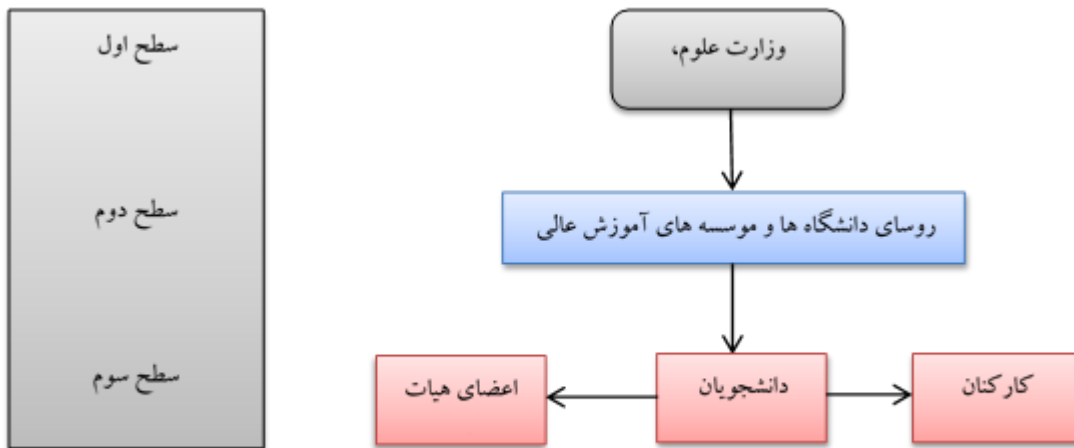 سطح اول
وزارت علوم،
سطح دوم
روسای دانشگاه ها و موسسه های آموزش عالی
سطح سوم
کارکنان
دانشجویان
اعضای هیات